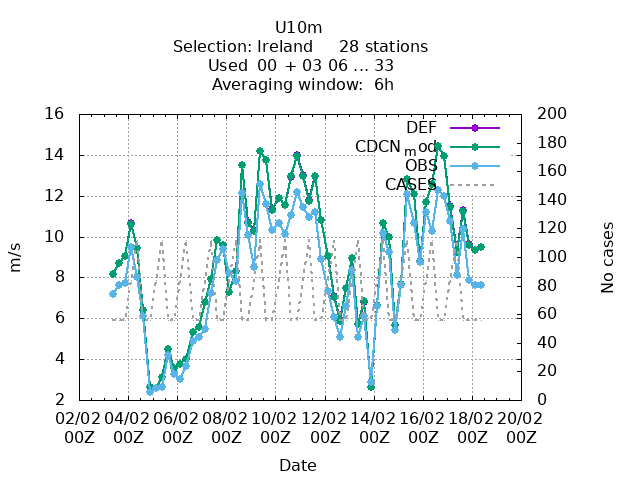 U10m
Selection: Ireland 28 stations
Used 00 + 03 06 ... 33
Averaging window: 6h
16
14
12
10
8
6
4
2
m/s
200
180
160
140
120
100
80
60
40
20
0
No cases
DEF
CDCN_mod
OBS
CASES
02/02 04/02 06/02 08/02 10/02 12/02 14/02 16/02 18/02 20/02
00Z 00Z 00Z 00Z 00Z 00Z 00Z 00Z 00Z 00Z
Date